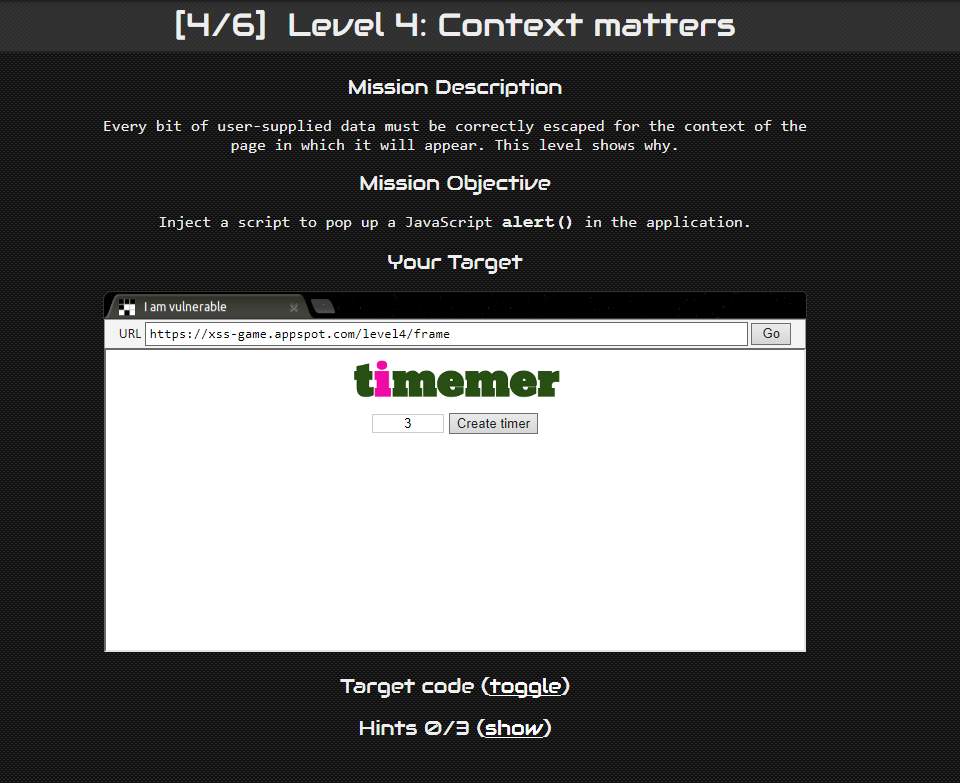 [4/6] Level 4: Context matters
Mission Description
Every bit of user-supplied data must be correctly escaped for the context of the
page in which it will appear. This level shows why.
Mission Objective
Inject a script to pop up a JavaScript alert() in the application.
Your Target
I am vulnerable
URL https://xss-game.appspot.com/level4/frame Go
timemer
3 Create timer
Target code (toggle)
Hints 0/3 (show)